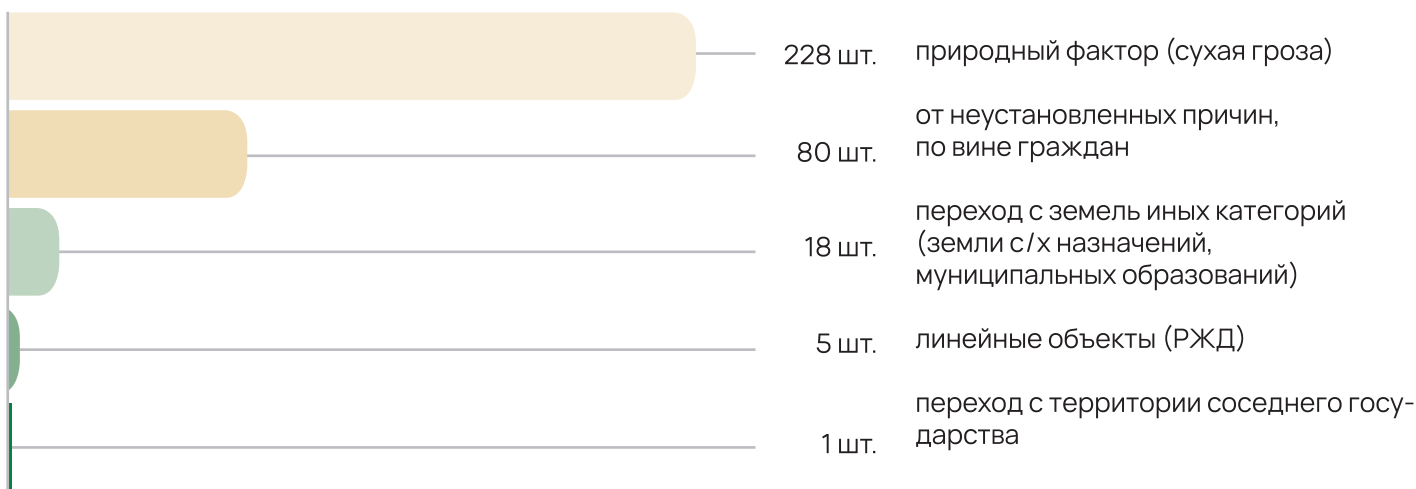 228 шт.
природный фактор (сухая гроза)
80 шт.
от неустановленных причин,
по вине граждан
18 шт.
переход с земель иных категорий
(земли с/х назначений,
муниципальных образований)
5 шт.
линейные объекты (РЖД)
1 шт.
переход с территории соседнего госу-
дарства